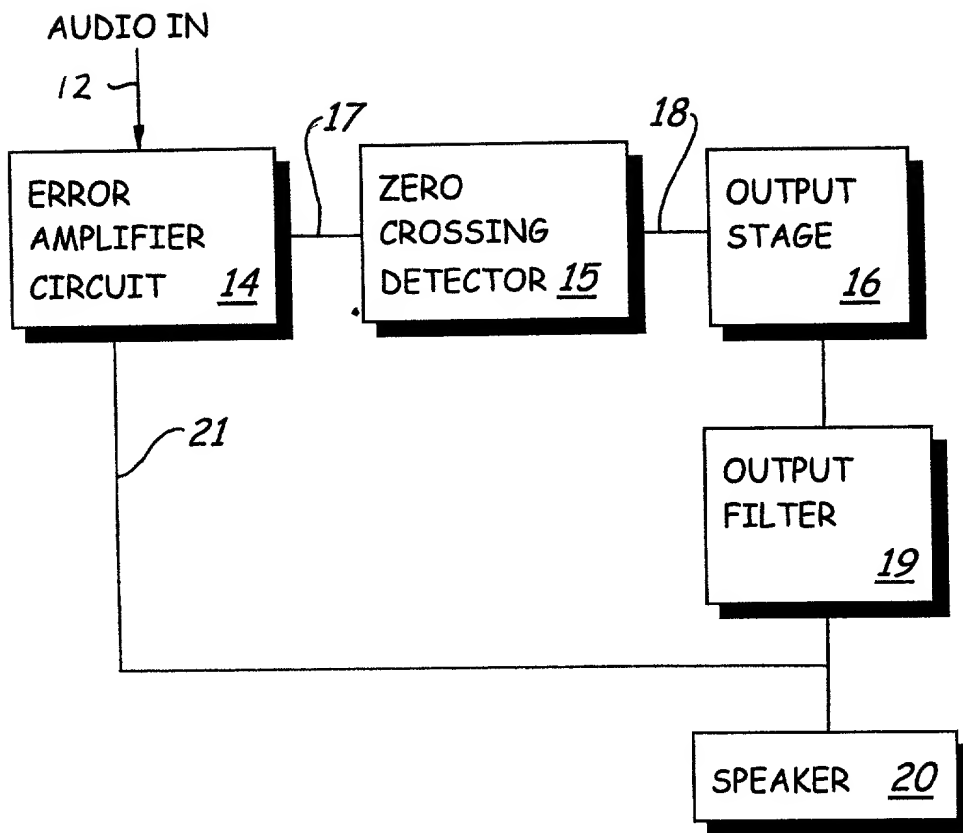 AUDIO IN
12
17
18
ERROR
AMPLIFIER
CIRCUIT 14
ZERO
CROSSING
DETECTOR 15
OUTPUT
STAGE
16
21
OUTPUT
FILTER
19
SPEAKER 20